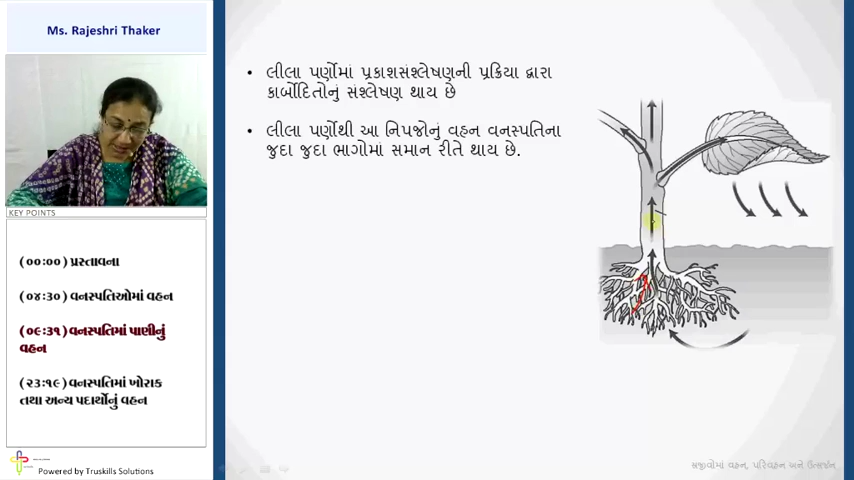 Ms. Rajeshri Thaker
• લીલા પર્ણોમાં પ્રકાશસંશ્લેષણની પ્રક્રિયા દ્વારા
કાર્બોદિતોનું સંશ્લેષણ થાય છે
• લીલા પર્ણોથી આ નિપજોનું વહન વનસ્પતિના
જુદા જુદા ભાગોમાં સમાન રીતે થાય છે.
KEY POINTS
(૦૦:૦૦) પ્રસ્તાવના
(૦૪:૩૦) વનસ્પતિઓમાં વહન
(૦૯:૩૧) વનસ્પતિમાં પાણીનું
વહન
(૨૩:૧૯) વનસ્પતિમાં ખોરાક
તથા અન્ય પદાર્થોનું વહન
Powered by Truskills Solutions
સજીવોમાં વહન, પરિવહન અને ઉત્સર્જન